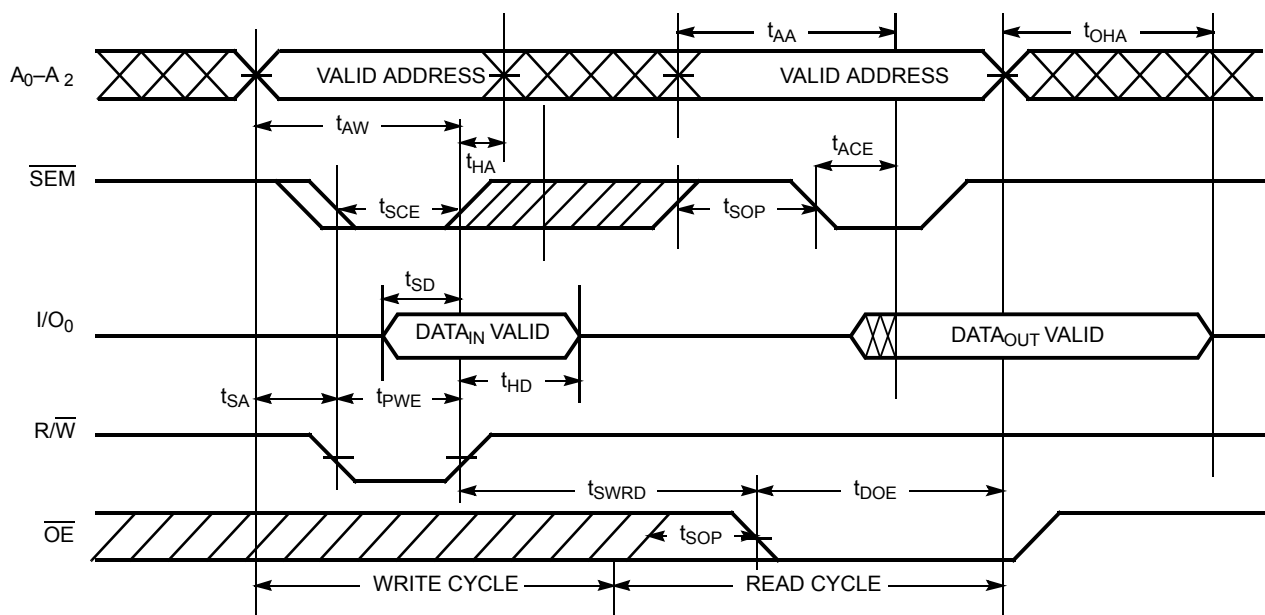 tAA
tOHA
A0–A 2
VALID ADDRESS
VALID ADDRESS
tAW
tHA
tACE
SEM
tSCE
tSOP
tSD
I/O0
DATAIN VALID
DATAOUT VALID
tHD
tSA
tPWE
R/W
tSWRD
tDOE
OE
tSOP
WRITE CYCLE
READ CYCLE